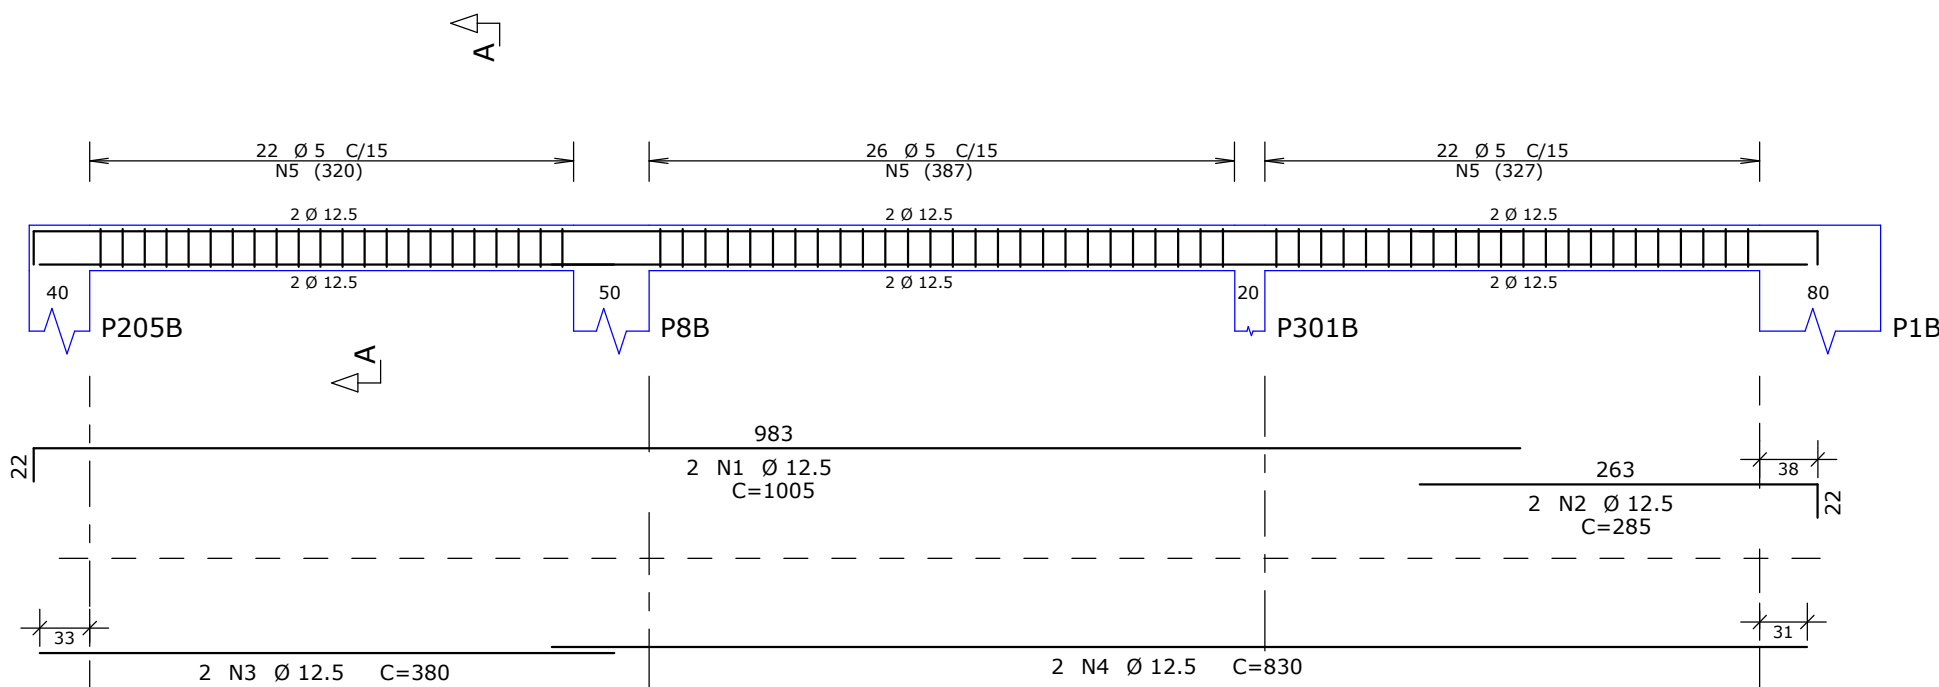 A
22 Ø 5 C/15
N5 (320)
26 Ø 5 C/15
N5 (387)
22 Ø 5 C/15
N5 (327)
2 Ø 12.5
2 Ø 12.5
2 Ø 12.5
2 Ø 12.5
2 Ø 12.5
2 Ø 12.5
40
50
20
80
P205B
P8B
P301B
P1B
A
983
22
2 N1 Ø 12.5
C=1005
263
38
2 N2 Ø 12.5
C=285
22
33
31
2 N3 Ø 12.5 C=380
2 N4 Ø 12.5 C=830